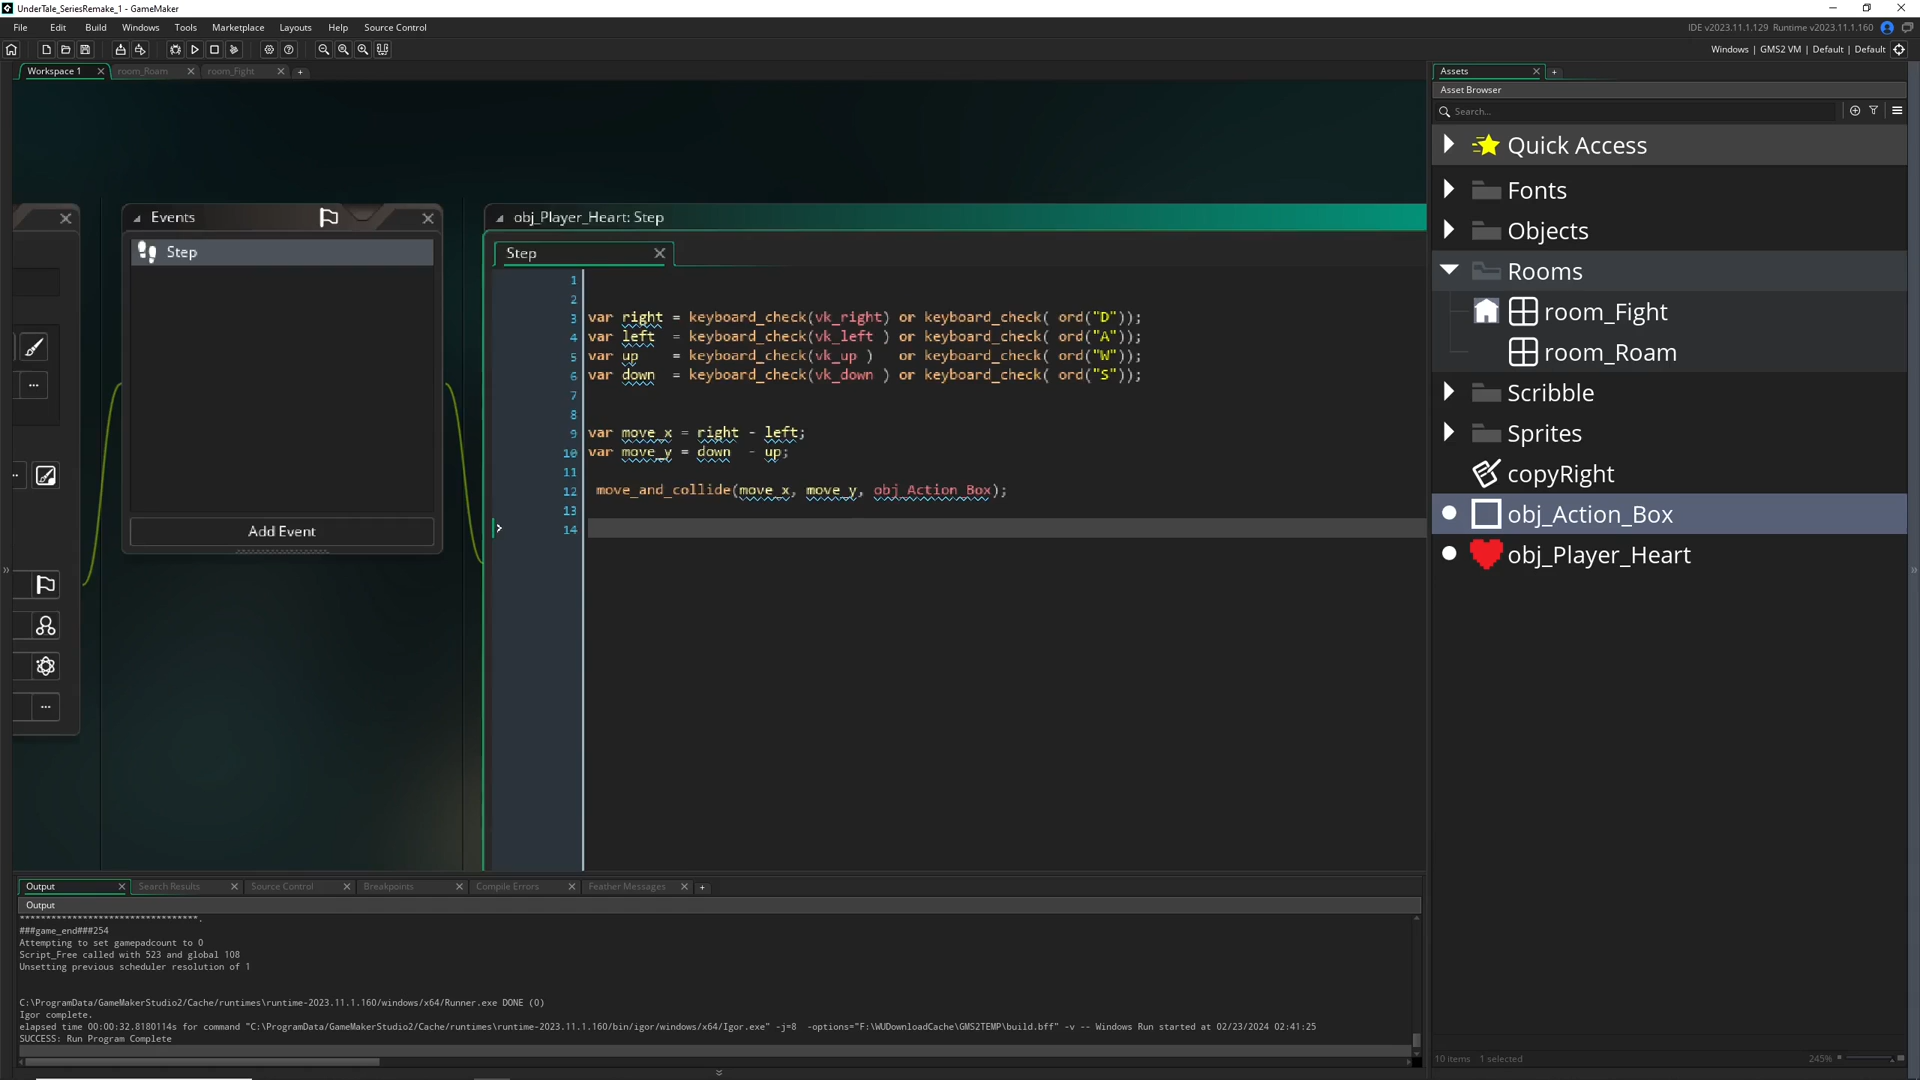 UnderTale_SeriesRemake_1 - GameMaker
File Edit Build Windows Tools Marketplace Layouts Help Source Control
IDE v2023.11.1.129 Runtime v2023.11.1.160
Windows | GMS2 VM | Default | Default
Workspace 1 room_Roam room_Fight
Assets
Asset Browser
Search...
Quick Access
Fonts
Objects
Rooms
room_Fight
room_Roam
Scribble
Sprites
copyRight
obj_Action_Box
obj_Player_Heart
10 items 1 selected 245%
Events
Step
Add Event
obj_Player_Heart: Step
Step
1
2
3 var right = keyboard_check(vk_right) or keyboard_check( ord("D"));
4 var left = keyboard_check(vk_left ) or keyboard_check( ord("A"));
5 var up = keyboard_check(vk_up ) or keyboard_check( ord("W"));
6 var down = keyboard_check(vk_down ) or keyboard_check( ord("S"));
7
8
9 var move_x = right - left;
10 var move_y = down - up;
11
12 move_and_collide(move_x, move_y, obj_Action_Box);
13
14
Output Search Results Source Control Breakpoints Compile Errors Feather Messages
Output
**********************************.
###game_end###254
Attempting to set gamepadcount to 0
Script_Free called with 523 and global 108
Unsetting previous scheduler resolution of 1
C:\ProgramData/GameMakerStudio2/Cache/runtimes\runtime-2023.11.1.160/windows/x64/Runner.exe DONE (0)
Igor complete.
elapsed time 00:00:32.8180114s for command "C:\ProgramData/GameMakerStudio2/Cache/runtimes\runtime-2023.11.1.160/bin/igor/windows/x64/Igor.exe" -j=8 -options="F:\WUDownloadCache\GMS2TEMP\build.bff" -v -- Windows Run started at 02/23/2024 02:41:25
SUCCESS: Run Program Complete